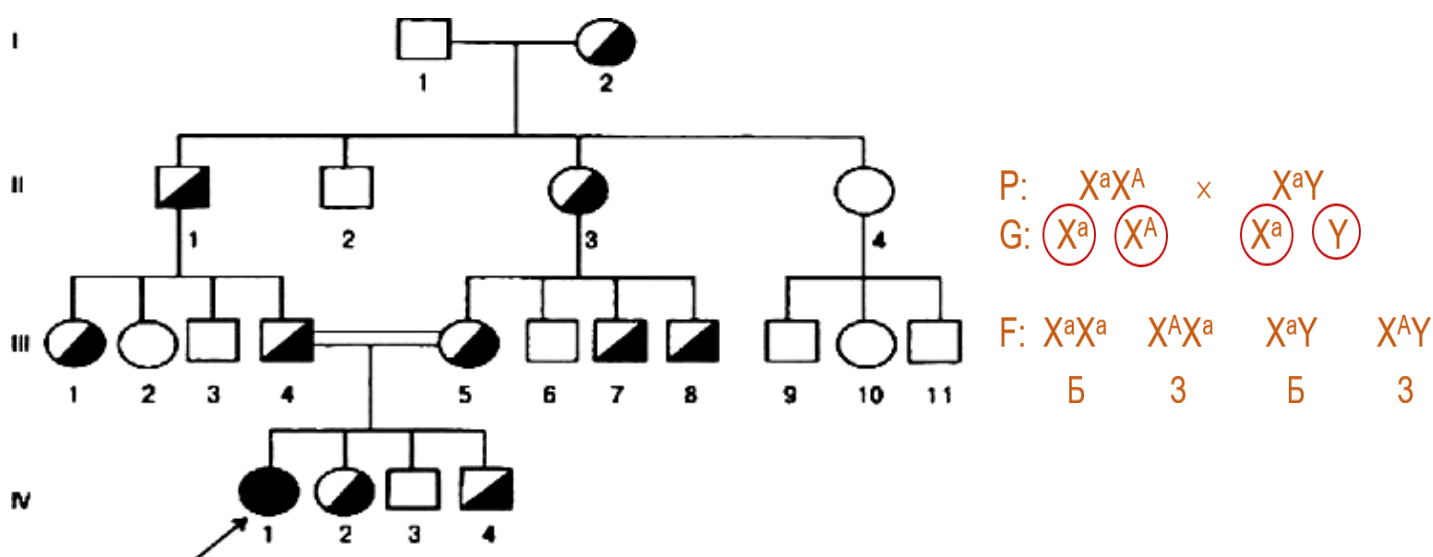 I
1 2
II
1 2 3 4
III
1 2 3 4 5 6 7 8 9 10 11
IV
1 2 3 4
P: XᵃXᴬ × XᵃY
G: Xᵃ Xᴬ Xᵃ Y
F: XᵃXᵃ XᴬXᵃ XᵃY XᴬY
Б З Б З